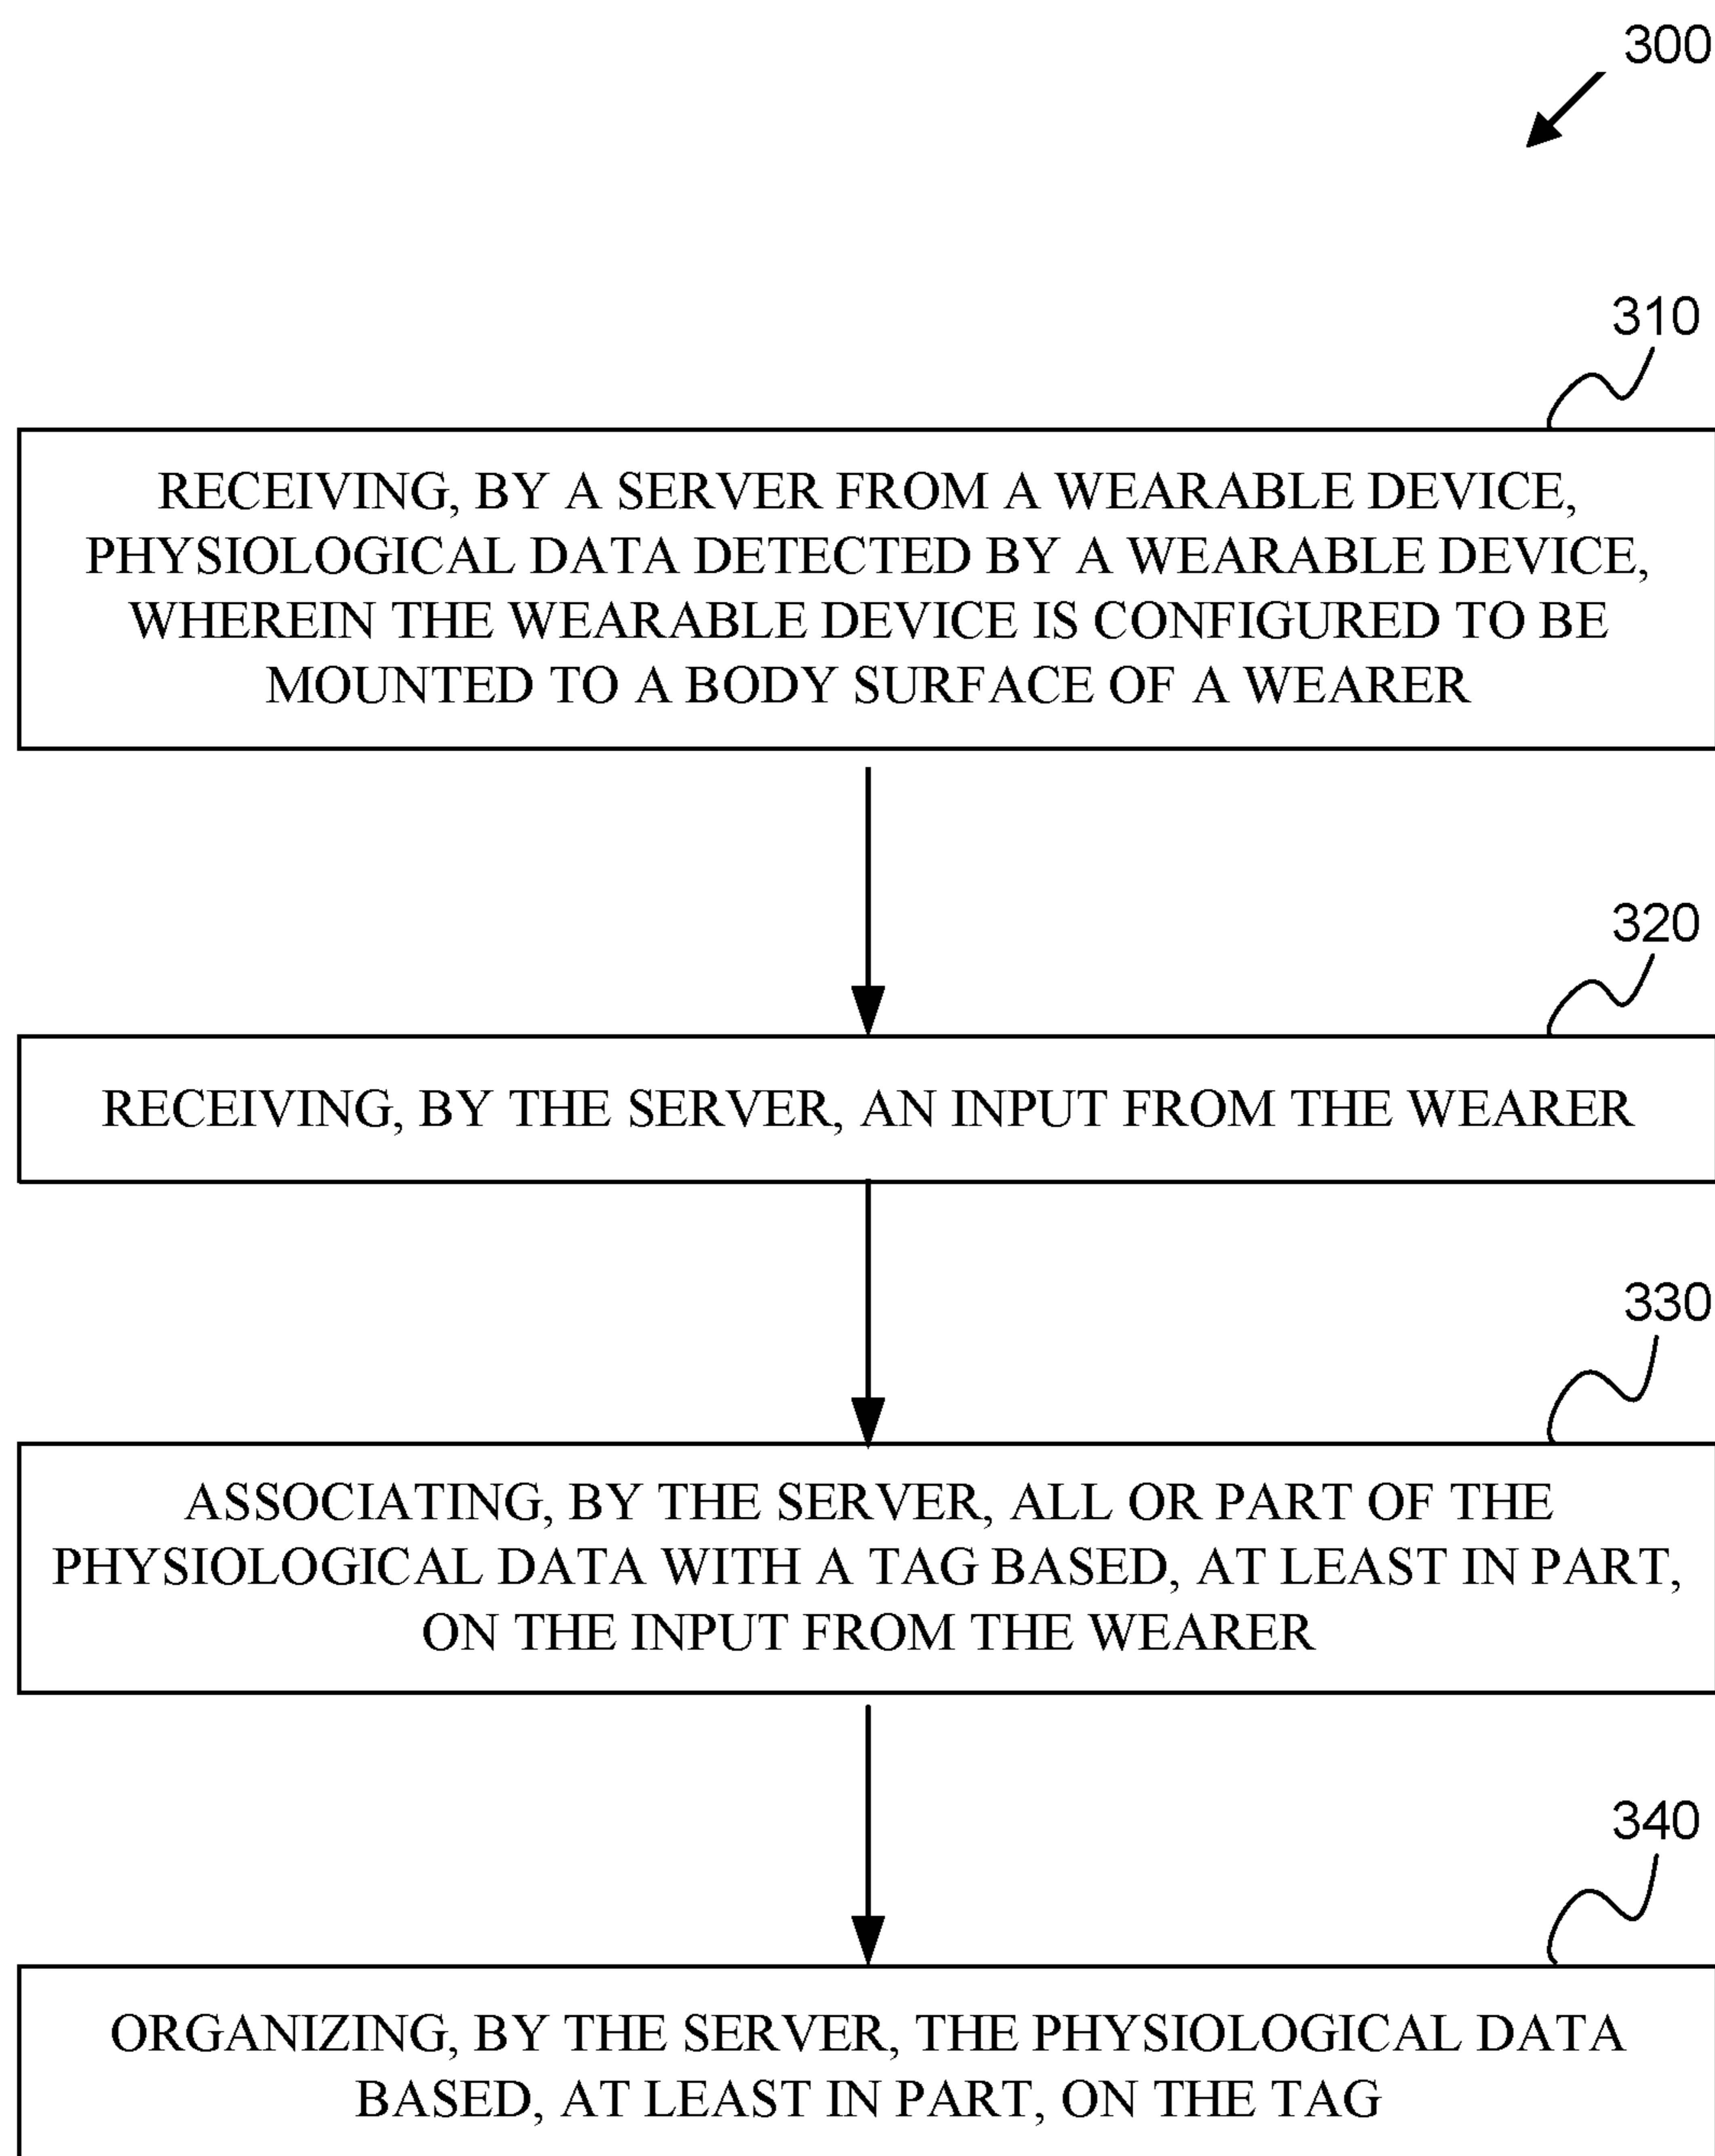 300
310
RECEIVING, BY A SERVER FROM A WEARABLE DEVICE,
PHYSIOLOGICAL DATA DETECTED BY A WEARABLE DEVICE,
WHEREIN THE WEARABLE DEVICE IS CONFIGURED TO BE
MOUNTED TO A BODY SURFACE OF A WEARER
320
RECEIVING, BY THE SERVER, AN INPUT FROM THE WEARER
330
ASSOCIATING, BY THE SERVER, ALL OR PART OF THE
PHYSIOLOGICAL DATA WITH A TAG BASED, AT LEAST IN PART,
ON THE INPUT FROM THE WEARER
340
ORGANIZING, BY THE SERVER, THE PHYSIOLOGICAL DATA
BASED, AT LEAST IN PART, ON THE TAG